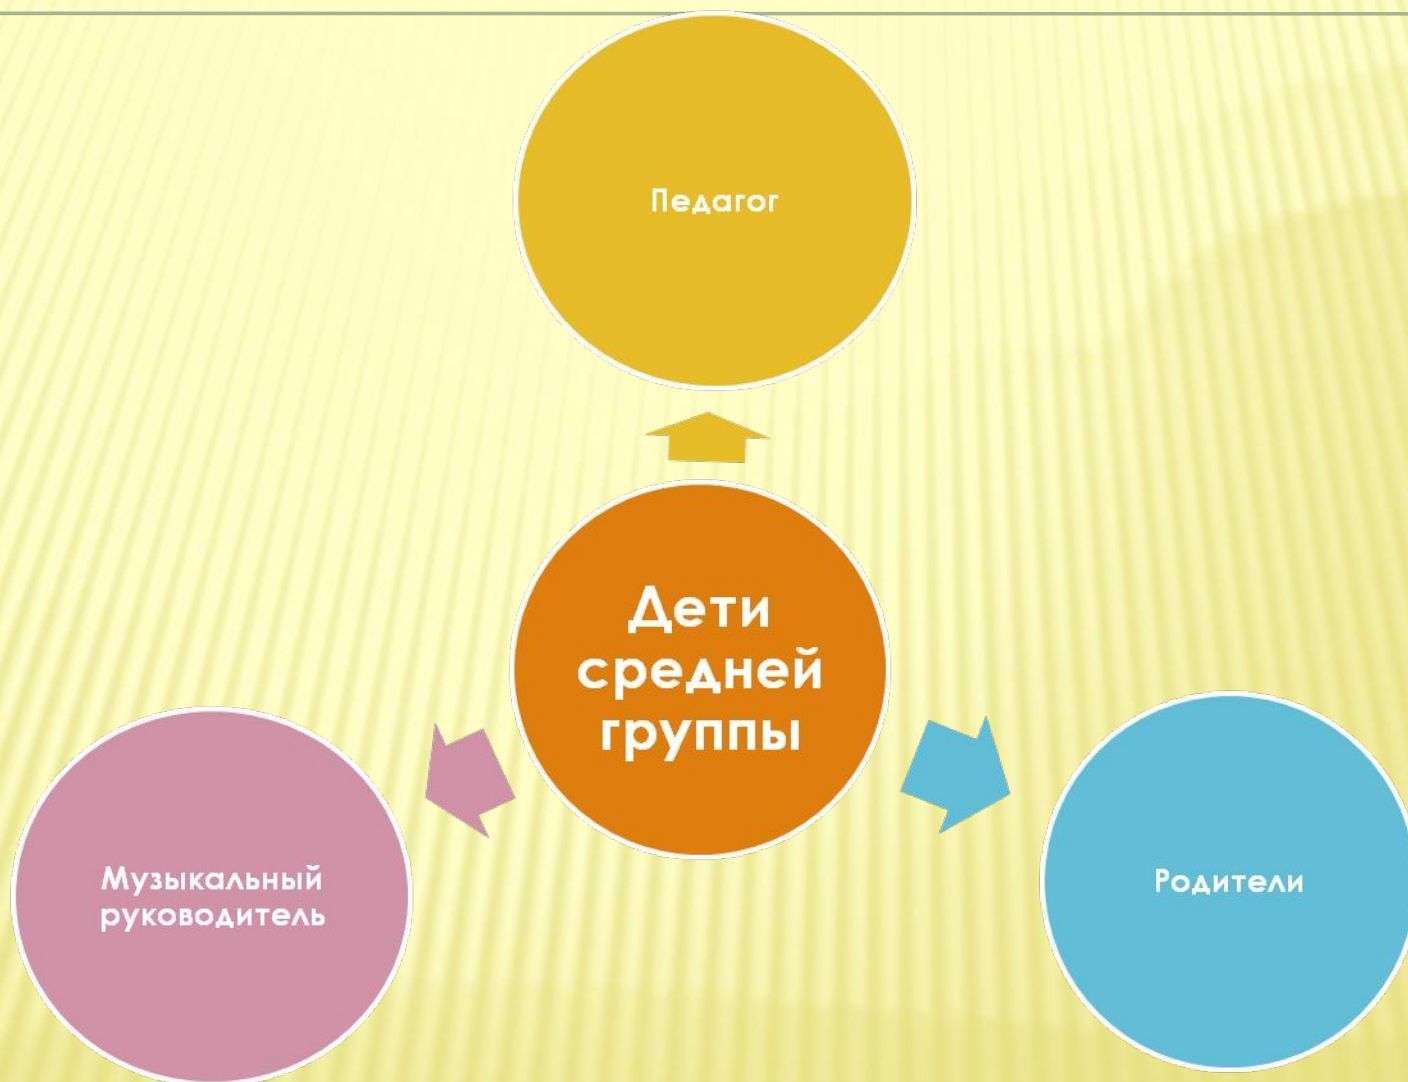 Педагог
Дети
средней
группы
Музыкальный
руководитель
Родители